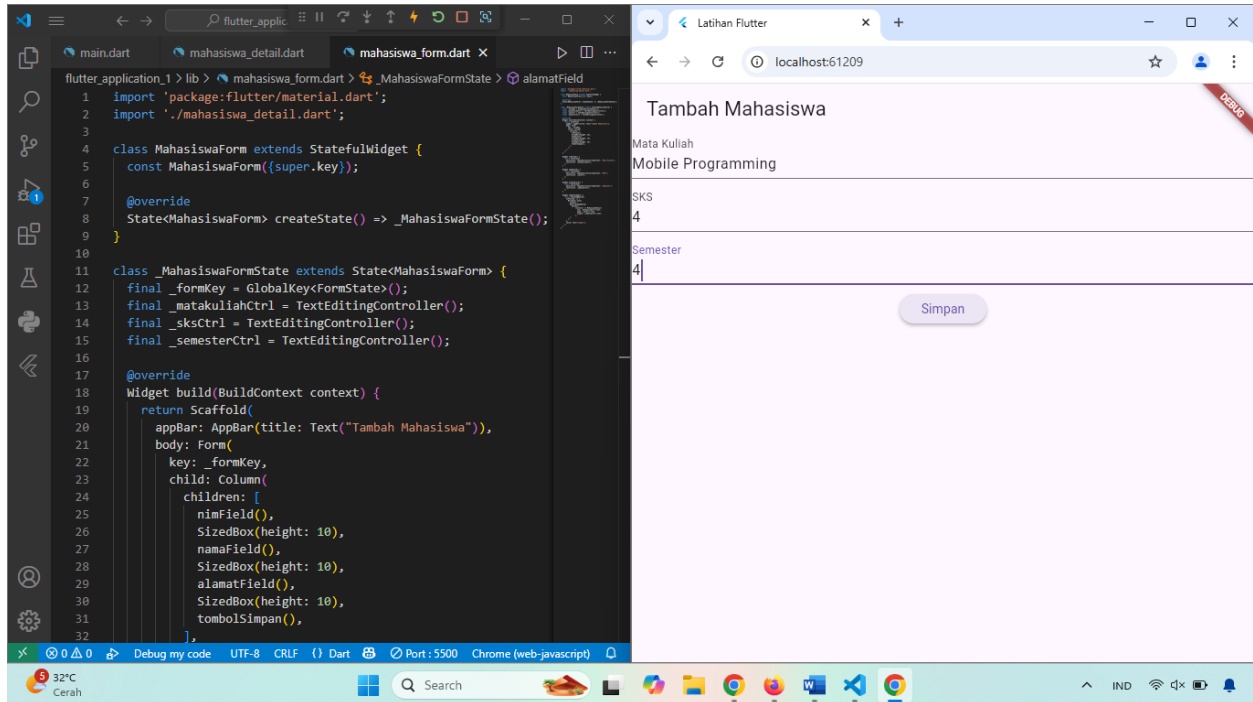 flutter_applic
main.dart
mahasiswa_detail.dart
mahasiswa_form.dart
flutter_application_1 > lib > mahasiswa_form.dart > _MahasiswaFormState > alamatField
1 import 'package:flutter/material.dart';
2 import './mahasiswa_detail.dart';
3
4 class MahasiswaForm extends StatefulWidget {
5 const MahasiswaForm({super.key});
6
7 @override
8 State<MahasiswaForm> createState() => _MahasiswaFormState();
9 }
10
11 class _MahasiswaFormState extends State<MahasiswaForm> {
12 final _formKey = GlobalKey<FormState>();
13 final _matakuliahCtrl = TextEditingController();
14 final _sksCtrl = TextEditingController();
15 final _semesterCtrl = TextEditingController();
16
17 @override
18 Widget build(BuildContext context) {
19 return Scaffold(
20 appBar: AppBar(title: Text("Tambah Mahasiswa")),
21 body: Form(
22 key: _formKey,
23 child: Column(
24 children: [
25 nimField(),
26 SizedBox(height: 10),
27 namaField(),
28 SizedBox(height: 10),
29 alamatField(),
30 SizedBox(height: 10),
31 tombolSimpan(),
32 ],
1
0 0 Debug my code UTF-8 CRLF {} Dart Port : 5500 Chrome (web-javascript)
Latihan Flutter
localhost:61209
DEBUG
Tambah Mahasiswa
Mata Kuliah
Mobile Programming
SKS
4
Semester
4
Simpan
5
32°C
Cerah
Search
IND